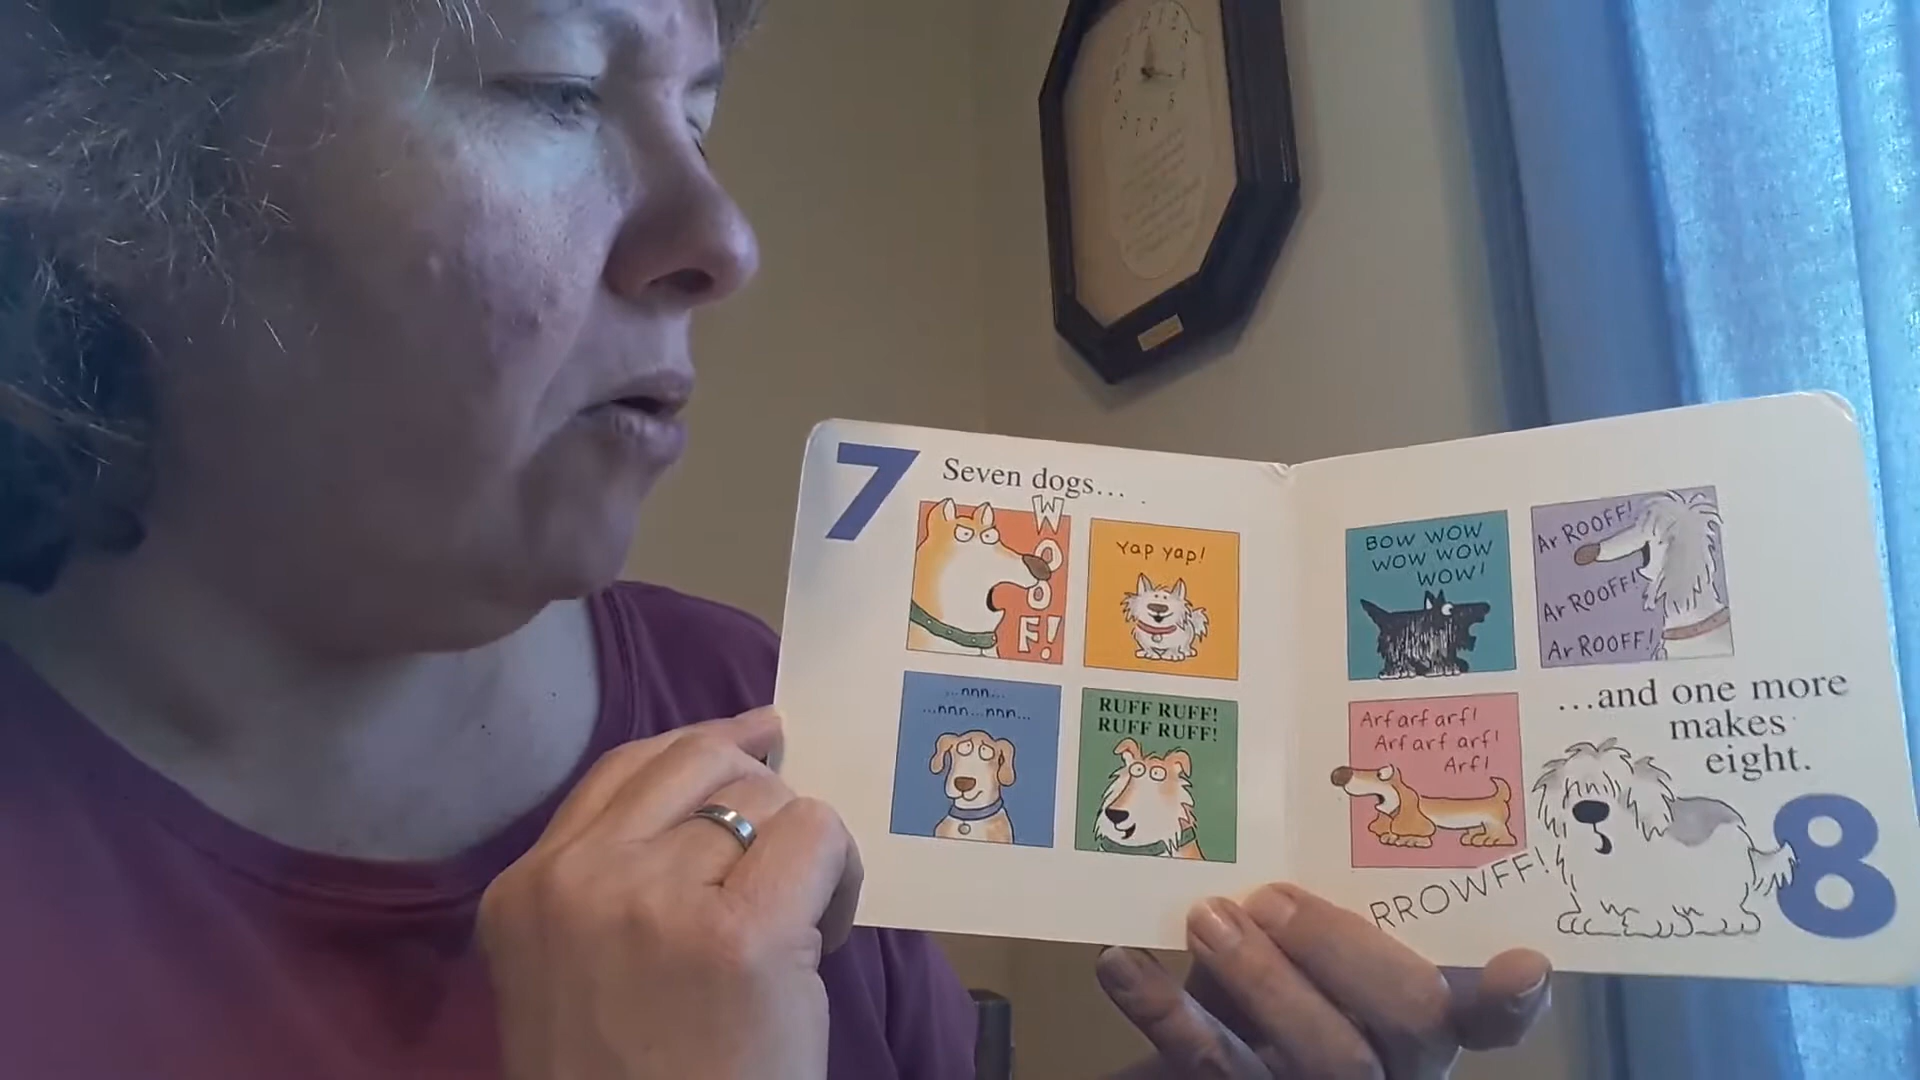 7
Seven dogs...
WOOF!
Yap yap!
...nnn...
...nnn...nnn...
RUFF RUFF!
RUFF RUFF!
BOW WOW
WOW WOW
WOW!
Ar ROOFF!
Ar ROOFF!
Ar ROOFF!
Arf arf arf!
Arf arf arf!
Arf!
...and one more
makes
eight.
RROWFF!
8